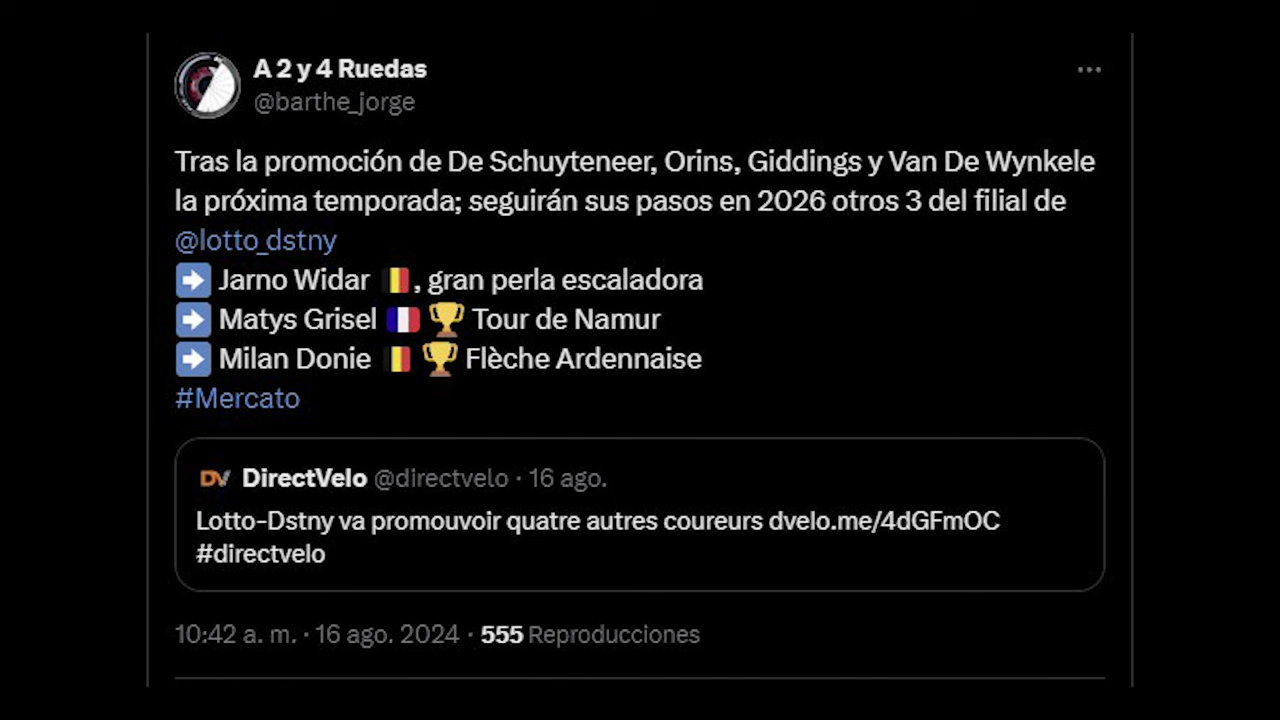 A 2 y 4 Ruedas
@barthe_jorge
Tras la promoción de De Schuyteneer, Orins, Giddings y Van De Wynkele
la próxima temporada; seguirán sus pasos en 2026 otros 3 del filial de
@lotto_dstny
➡️ Jarno Widar 🇧🇪, gran perla escaladora
➡️ Matys Grisel 🇫🇷 🏆 Tour de Namur
➡️ Milan Donie 🇧🇪 🏆 Flèche Ardennaise
#Mercato
DV DirectVelo @directvelo · 16 ago.
Lotto-Dstny va promouvoir quatre autres coureurs dvelo.me/4dGFmOC
#directvelo
10:42 a. m. · 16 ago. 2024 · 555 Reproducciones